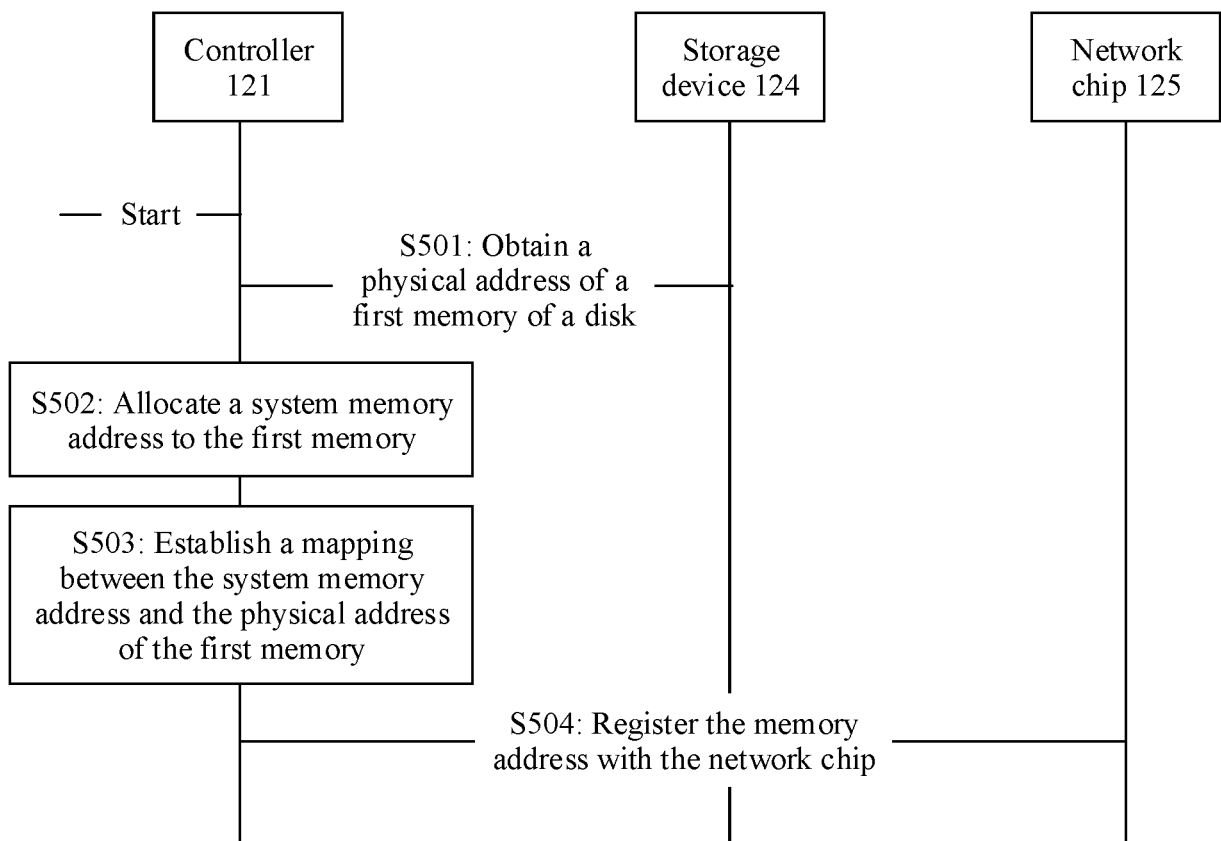 Controller
121
Storage
device 124
Network
chip 125
Start
S501: Obtain a
physical address of a
first memory of a disk
S502: Allocate a system memory
address to the first memory
S503: Establish a mapping
between the system memory
address and the physical address
of the first memory
S504: Register the memory
address with the network chip